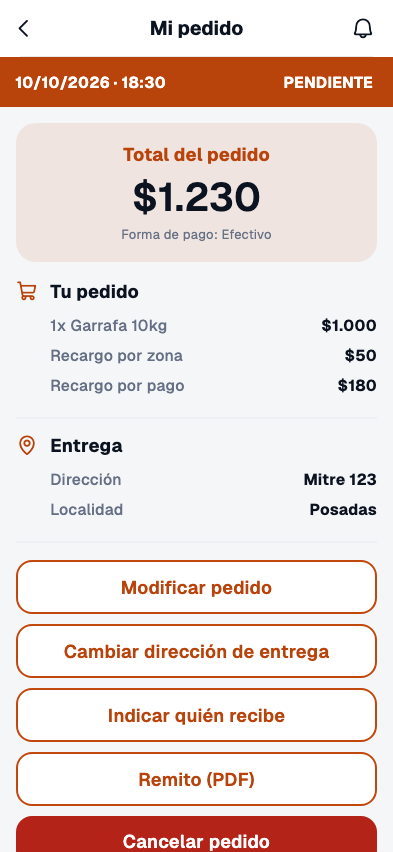 Mi pedido
10/10/2026 · 18:30 PENDIENTE
Total del pedido
$1.230
Forma de pago: Efectivo
Tu pedido
1x Garrafa 10kg $1.000
Recargo por zona $50
Recargo por pago $180
Entrega
Dirección Mitre 123
Localidad Posadas
Modificar pedido
Cambiar dirección de entrega
Indicar quién recibe
Remito (PDF)
Cancelar pedido